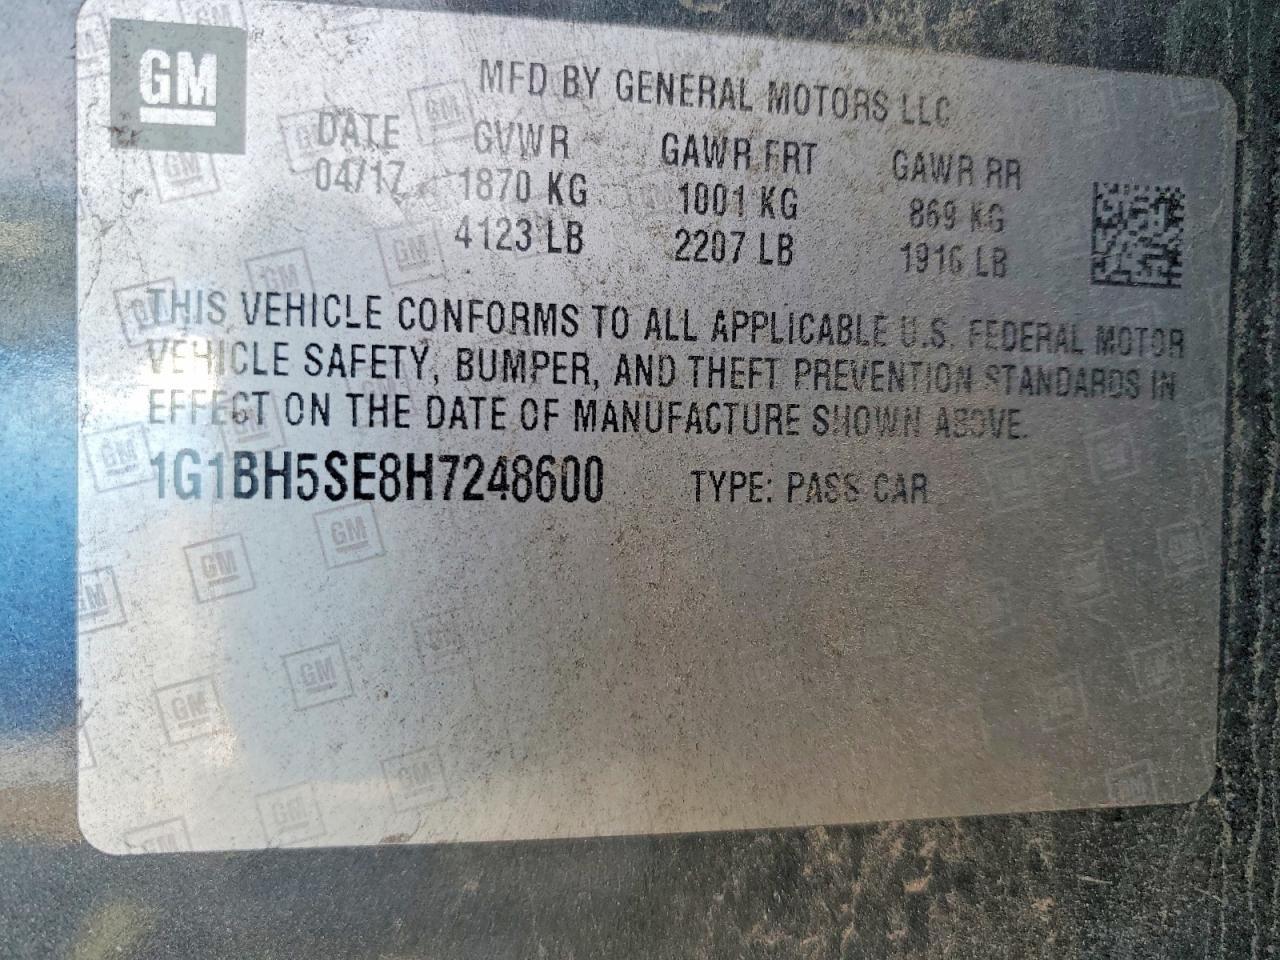 GM
MFD BY GENERAL MOTORS LLC
DATE GVWR GAWR FRT GAWR RR
04/17 1870 KG 1001 KG 869 KG
4123 LB 2207 LB 1916 LB
THIS VEHICLE CONFORMS TO ALL APPLICABLE U.S. FEDERAL MOTOR
VEHICLE SAFETY, BUMPER, AND THEFT PREVENTION STANDARDS IN
EFFECT ON THE DATE OF MANUFACTURE SHOWN ABOVE.
1G1BH5SE8H7248600 TYPE: PASS CAR